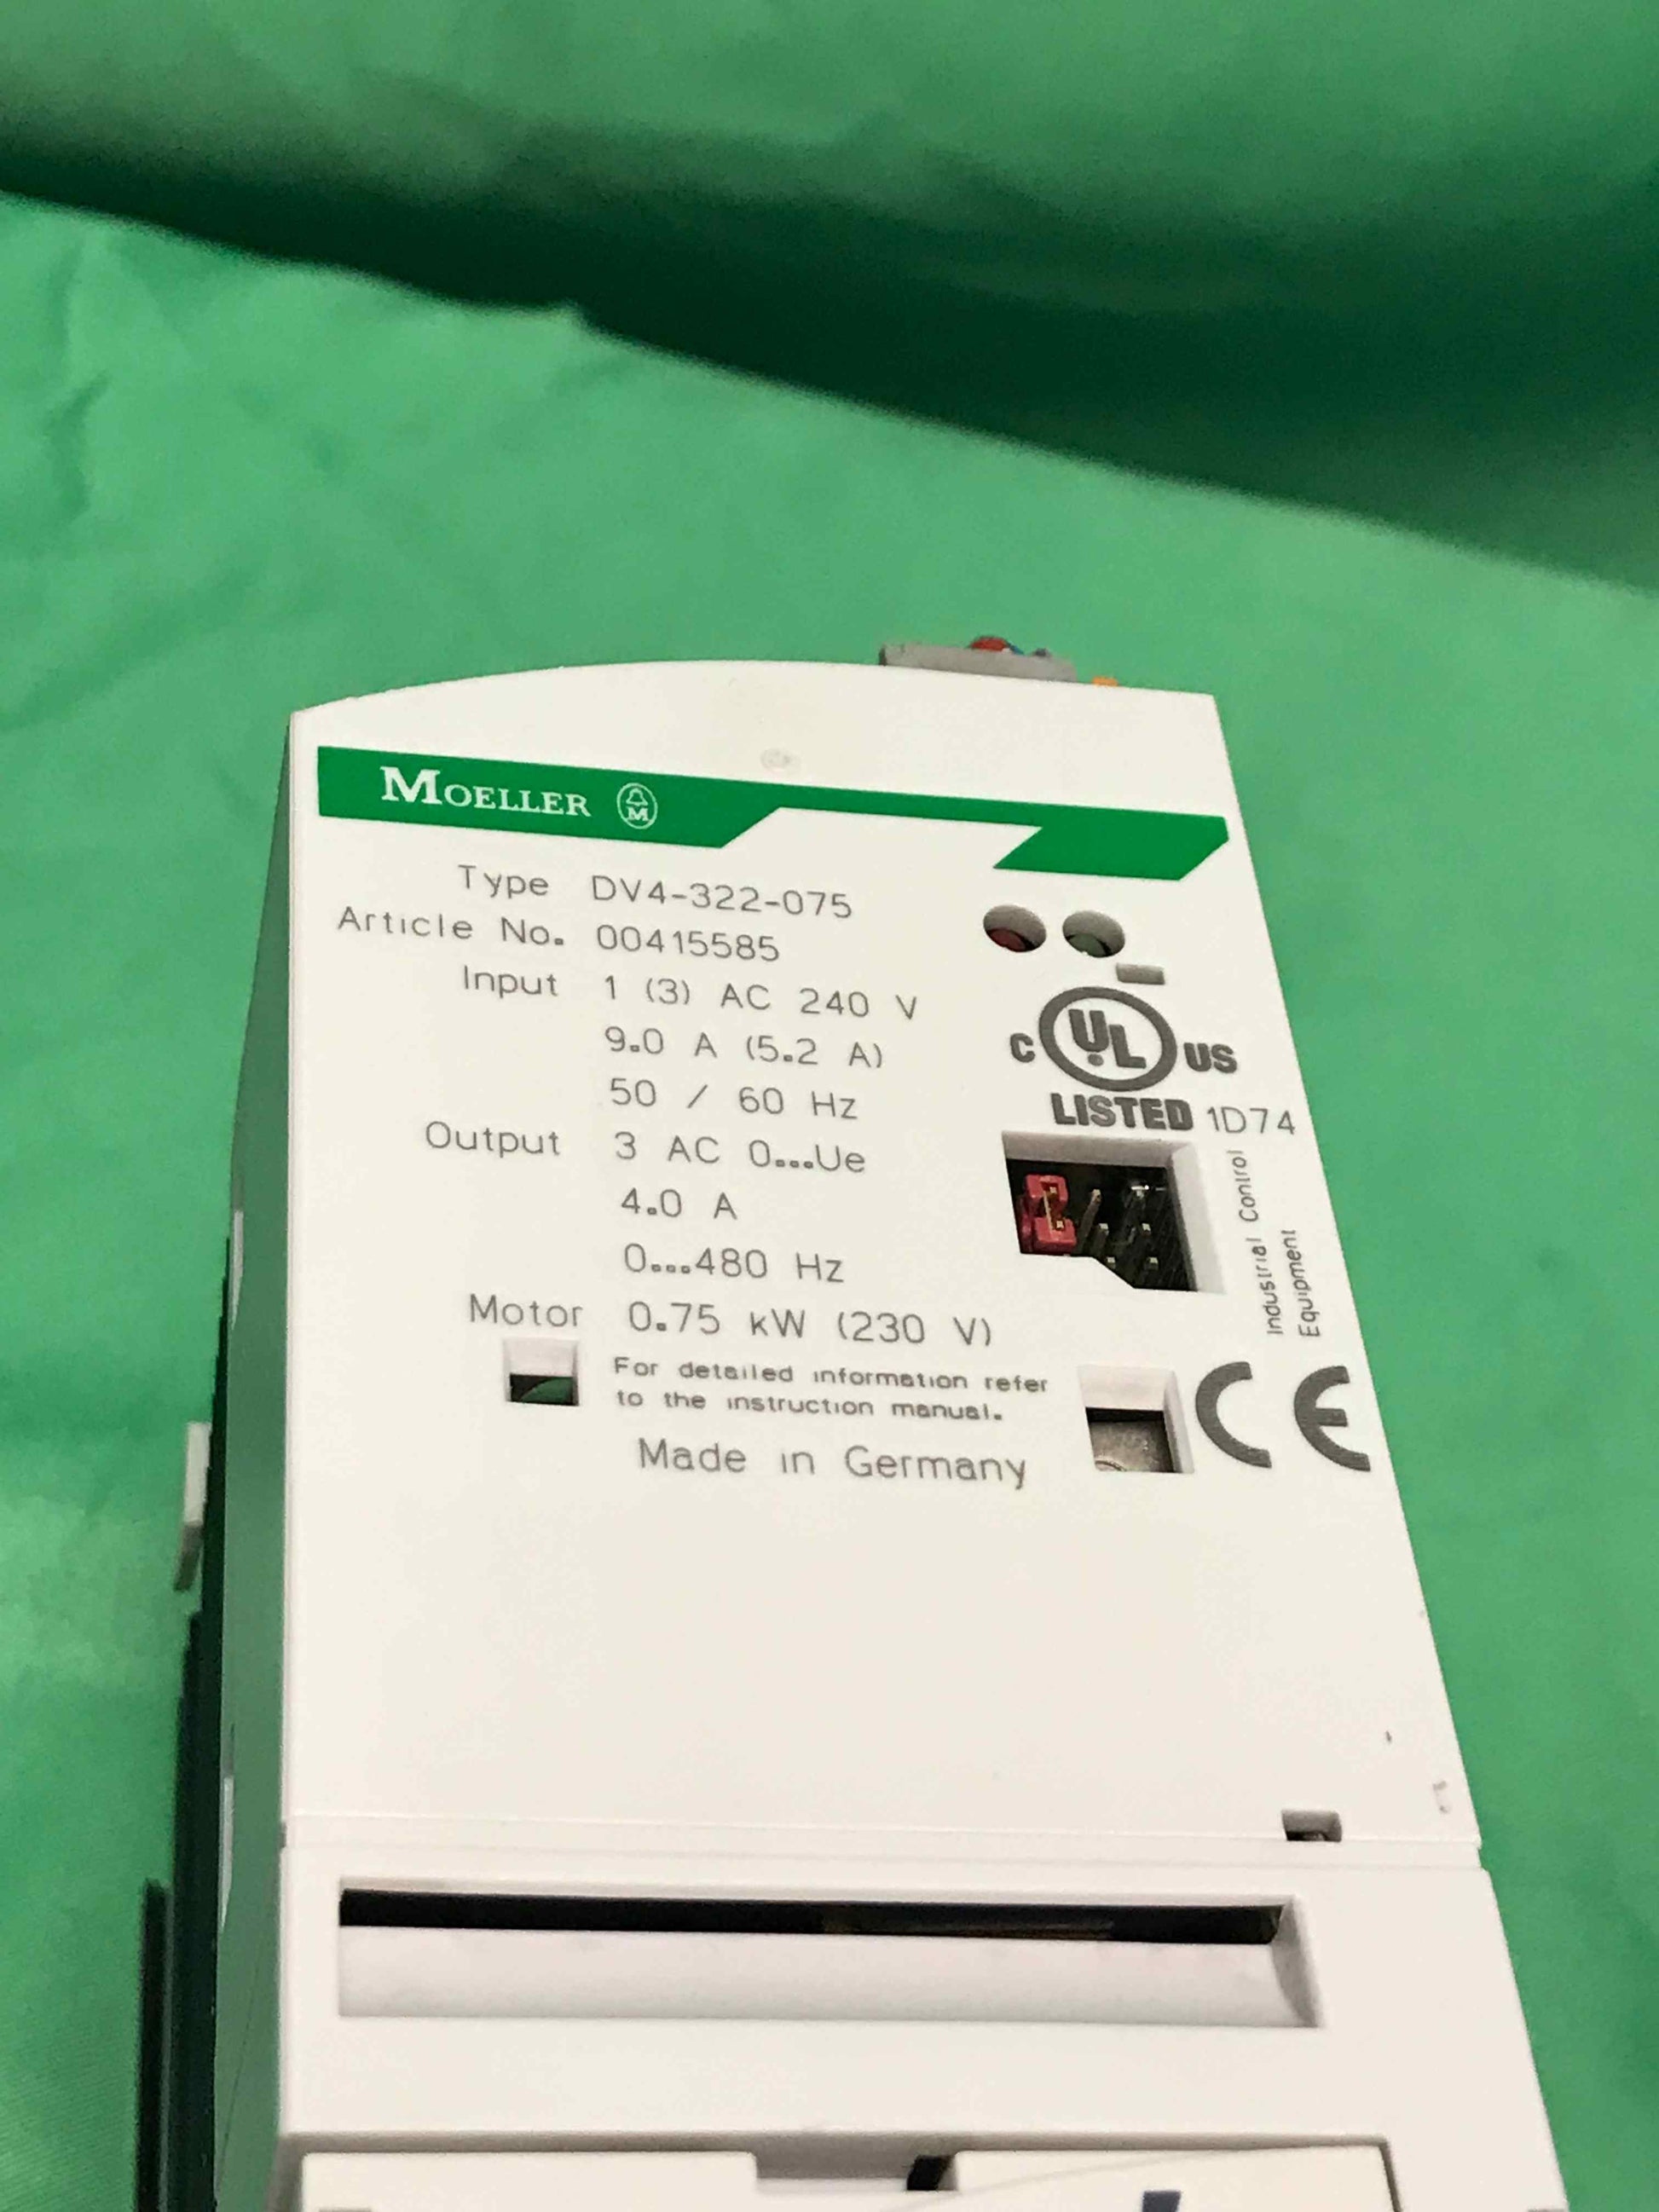 MOELLER
Type DV4-322-075
Article No. 00415585
Input 1 (3) AC 240 V
9.0 A (5.2 A)
50 / 60 Hz
Output 3 AC 0...Ue
4.0 A
0...480 Hz
Motor 0.75 kW (230 V)
For detailed information refer
to the instruction manual.
Made in Germany
C UL US
LISTED 1D74
Industrial Control
Equipment
CE